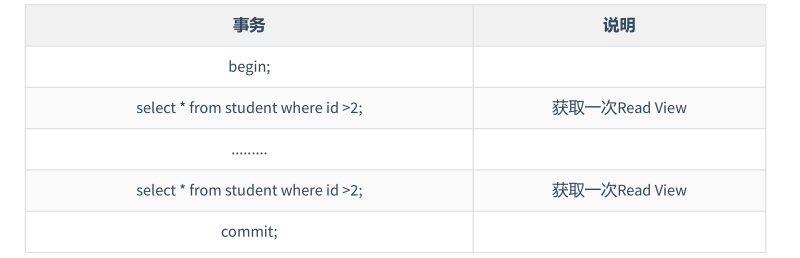 事务 说明
begin;
select * from student where id >2; 获取一次Read View
.........
select * from student where id >2; 获取一次Read View
commit;